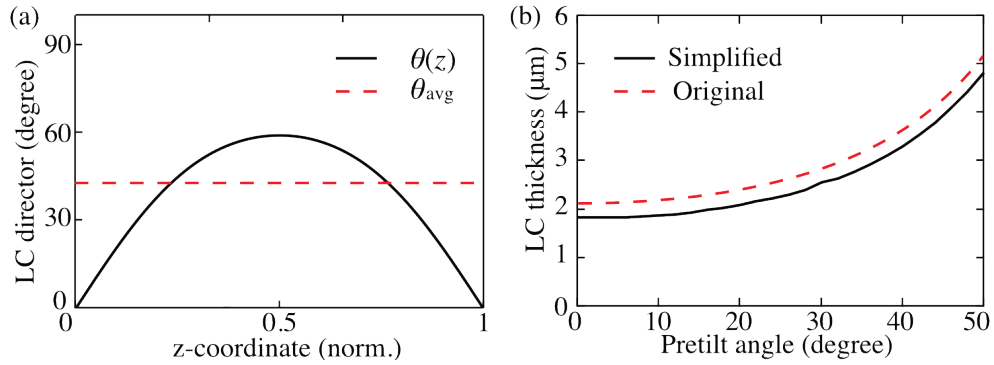 (a)
LC director (degree)
90
60
30
0
θ(z)
θavg
0
0.5
1
z-coordinate (norm.)
(b)
LC thickness (µm)
6
5
4
3
2
1
0
Simplified
Original
0
10
20
30
40
50
Pretilt angle (degree)